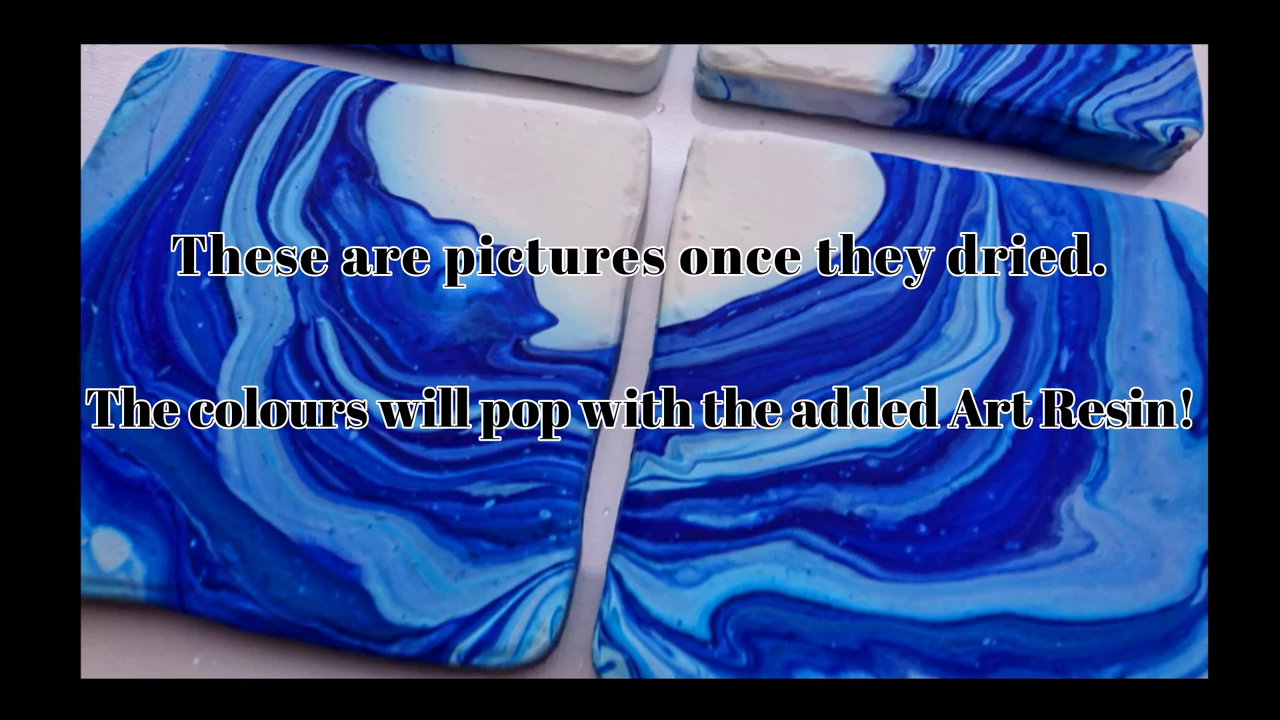 These are pictures once they dried.
The colours will pop with the added Art Resin!